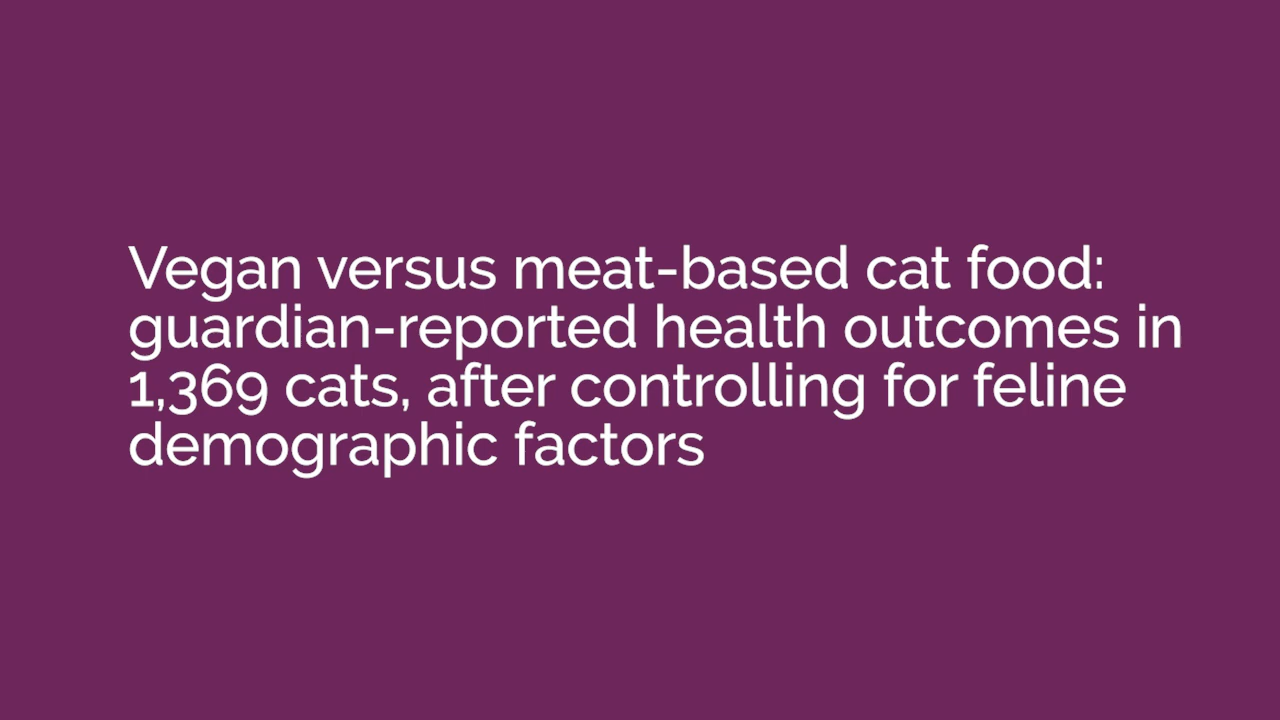 Vegan versus meat-based cat food:
guardian-reported health outcomes in
1,369 cats, after controlling for feline
demographic factors